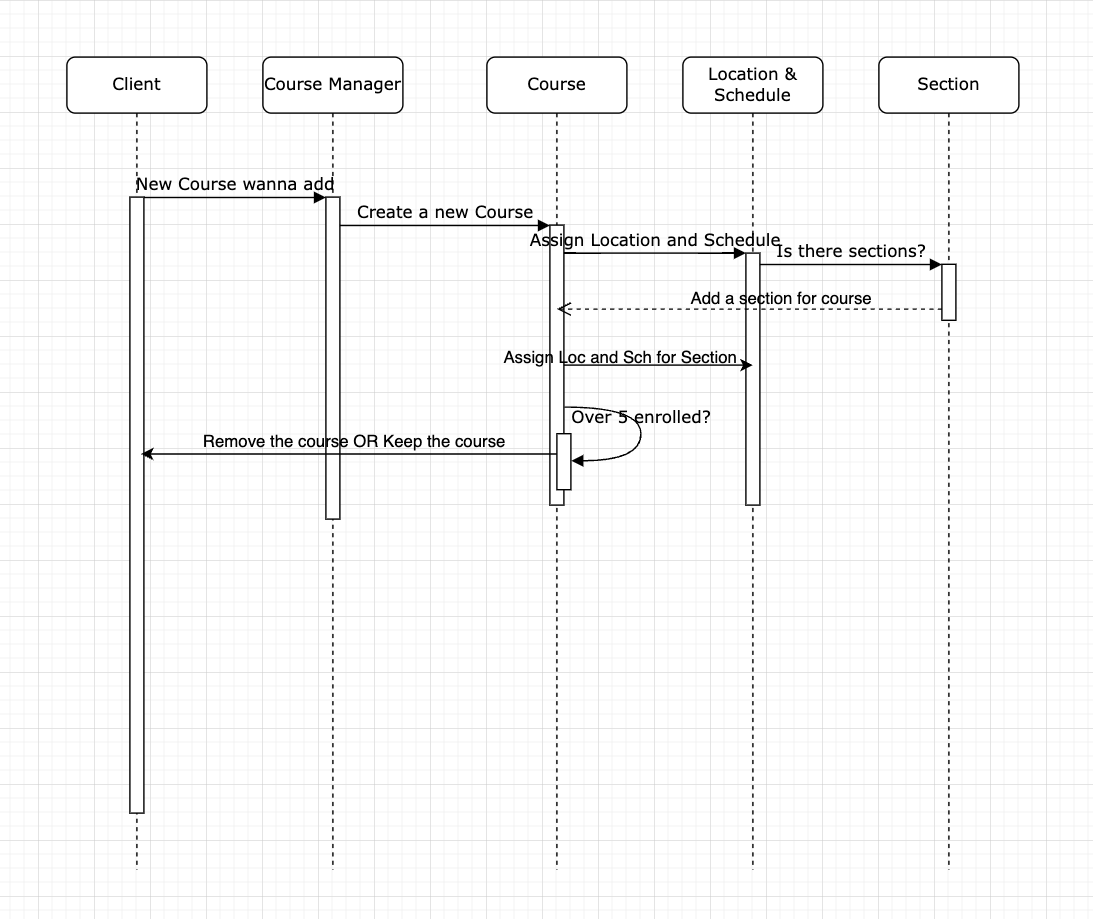 Client
Course Manager
Course
Location &
Schedule
Section
New Course wanna add
Create a new Course
Assign Location and Schedule
Is there sections?
Add a section for course
Assign Loc and Sch for Section
Over 5 enrolled?
Remove the course OR Keep the course